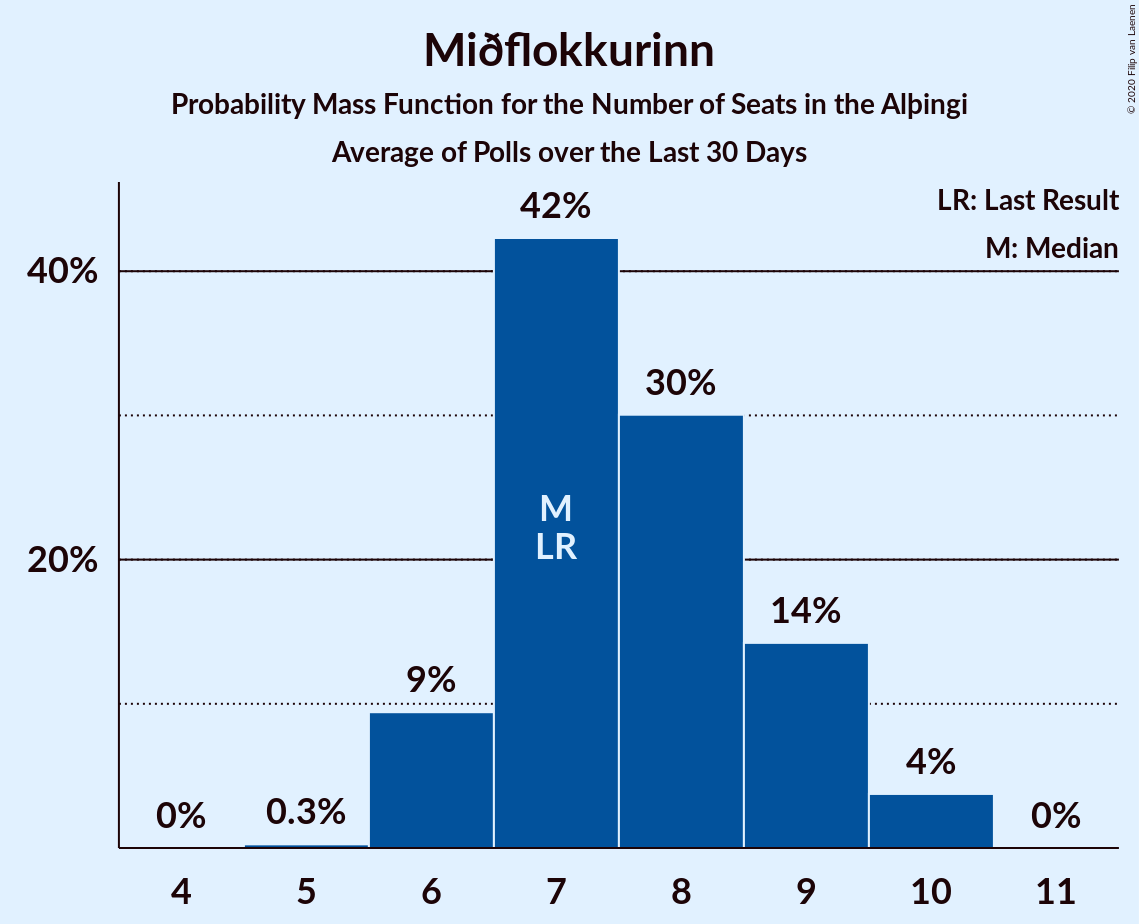 Miðflokkurinn
Probability Mass Function for the Number of Seats in the Alþingi
Average of Polls over the Last 30 Days
© 2020 Filip van Laenen
LR: Last Result
M: Median
42%
40%
30%
M
LR
20%
14%
9%
4%
0%
0.3%
0%
4 5 6 7 8 9 10 11